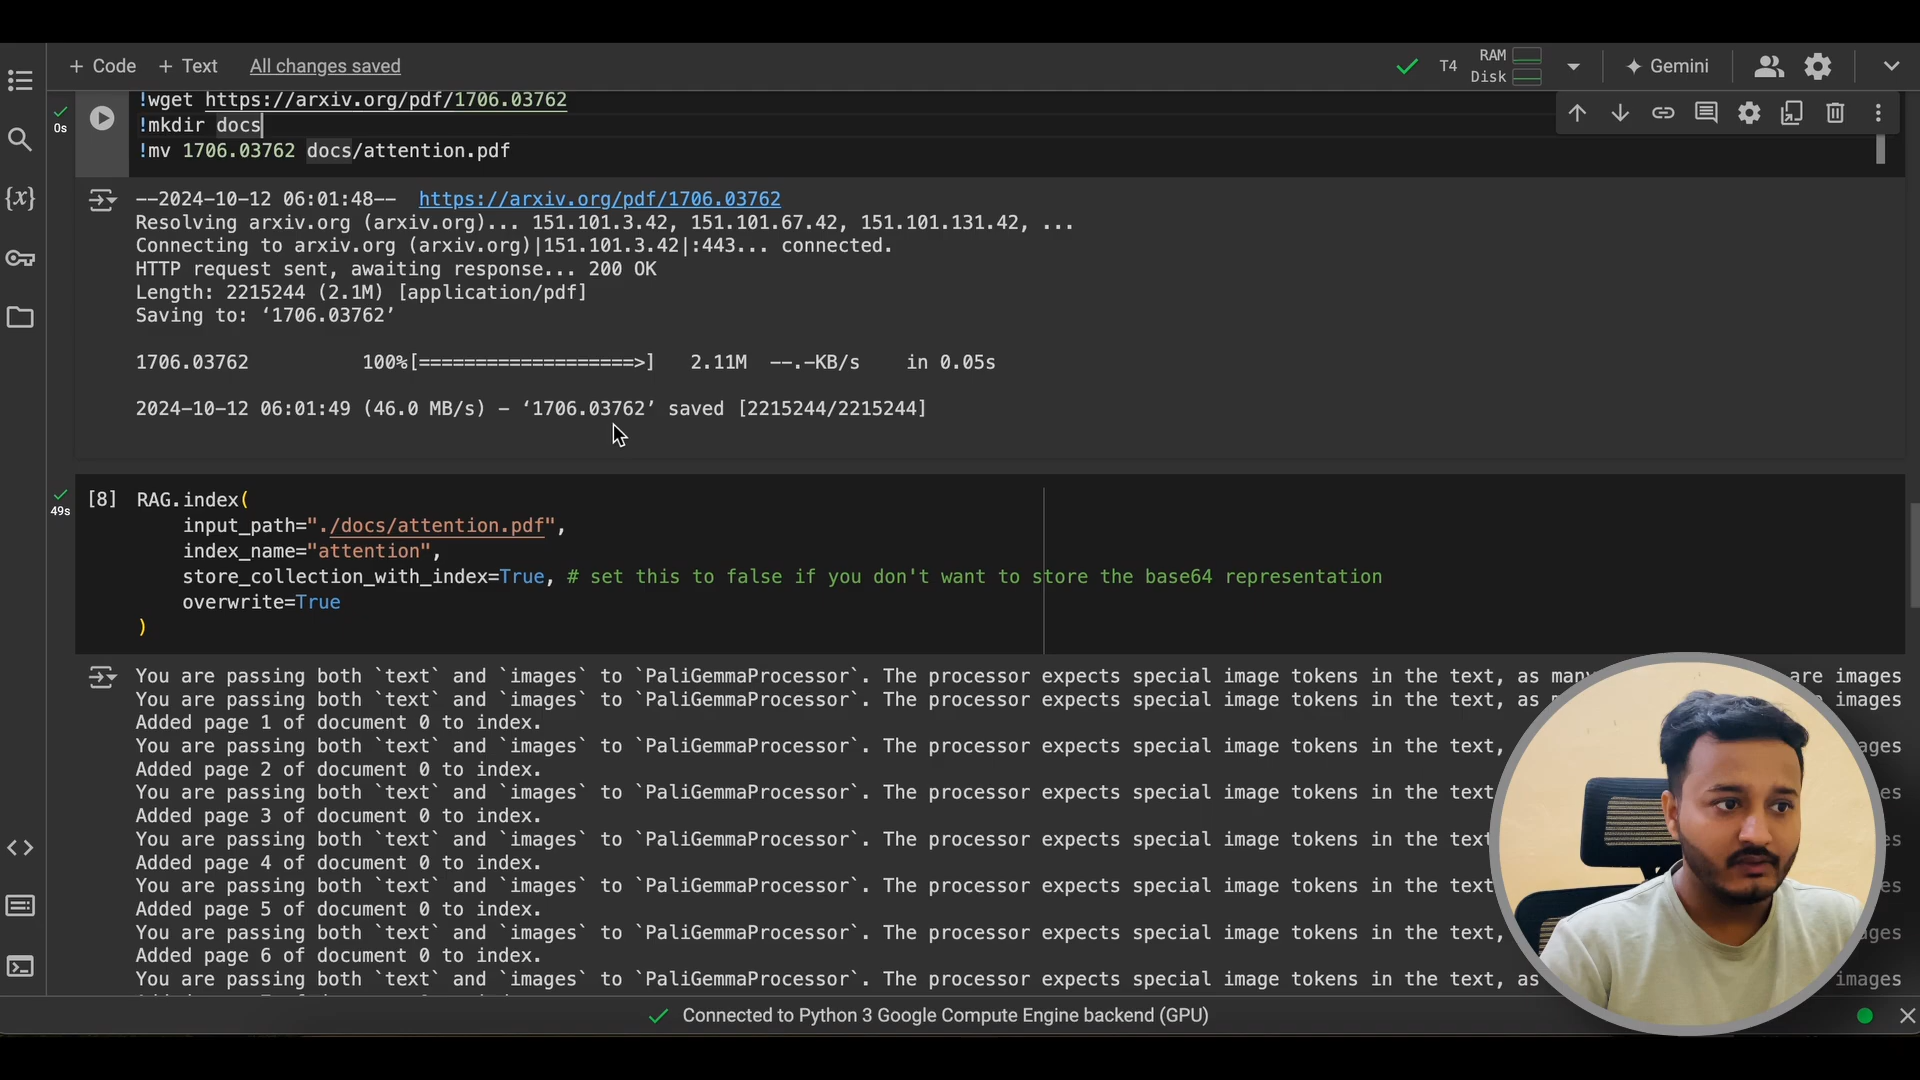 + Code + Text All changes saved
T4 RAM Disk Gemini
!wget https://arxiv.org/pdf/1706.03762
0s
!mkdir docs
!mv 1706.03762 docs/attention.pdf
--2024-10-12 06:01:48-- https://arxiv.org/pdf/1706.03762
Resolving arxiv.org (arxiv.org)... 151.101.3.42, 151.101.67.42, 151.101.131.42, ...
Connecting to arxiv.org (arxiv.org)|151.101.3.42|:443... connected.
HTTP request sent, awaiting response... 200 OK
Length: 2215244 (2.1M) [application/pdf]
Saving to: ‘1706.03762’
1706.03762 100%[===================>] 2.11M --.-KB/s in 0.05s
2024-10-12 06:01:49 (46.0 MB/s) - ‘1706.03762’ saved [2215244/2215244]
[8] RAG.index(
49s
input_path="./docs/attention.pdf",
index_name="attention",
store_collection_with_index=True, # set this to false if you don't want to store the base64 representation
overwrite=True
)
You are passing both `text` and `images` to `PaliGemmaProcessor`. The processor expects special image tokens in the text, as many are images
You are passing both `text` and `images` to `PaliGemmaProcessor`. The processor expects special image tokens in the text, as images
Added page 1 of document 0 to index.
You are passing both `text` and `images` to `PaliGemmaProcessor`. The processor expects special image tokens in the text,
Added page 2 of document 0 to index.
You are passing both `text` and `images` to `PaliGemmaProcessor`. The processor expects special image tokens in the text,
Added page 3 of document 0 to index.
You are passing both `text` and `images` to `PaliGemmaProcessor`. The processor expects special image tokens in the text
Added page 4 of document 0 to index.
You are passing both `text` and `images` to `PaliGemmaProcessor`. The processor expects special image tokens in the text
Added page 5 of document 0 to index.
You are passing both `text` and `images` to `PaliGemmaProcessor`. The processor expects special image tokens in the text,
Added page 6 of document 0 to index.
You are passing both `text` and `images` to `PaliGemmaProcessor`. The processor expects special image tokens in the text, as images
Connected to Python 3 Google Compute Engine backend (GPU)